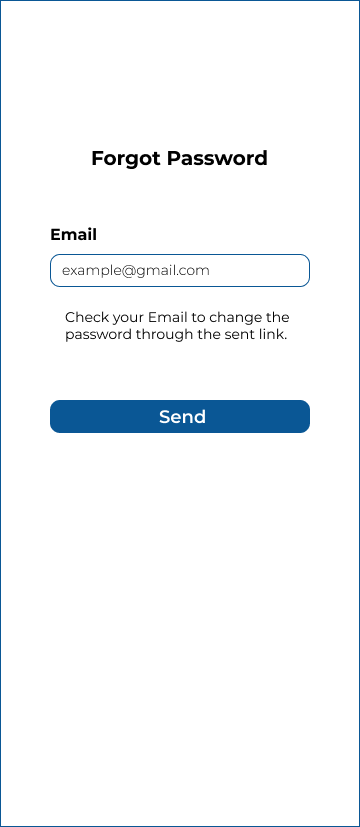 Forgot Password
Email
example@gmail.com
Check your Email to change the
password through the sent link.
Send